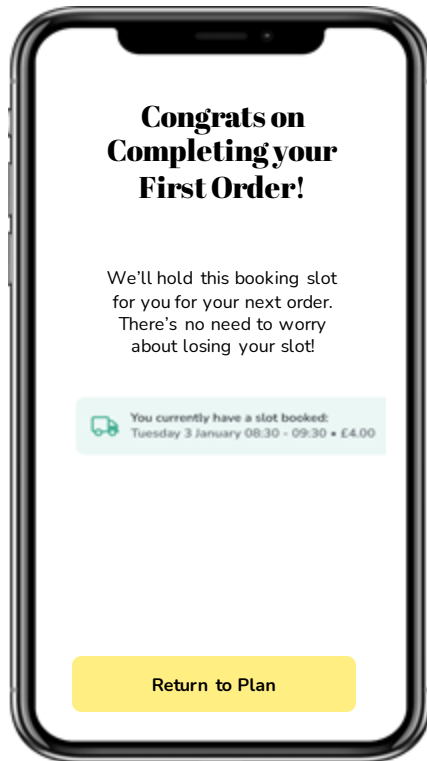 Congrats on
Completing your
First Order!
We'll hold this booking slot
for you for your next order.
There's no need to worry
about losing your slot!
You currently have a slot booked:
Tuesday 3 January 08:30 - 09:30 • £4.00
Return to Plan